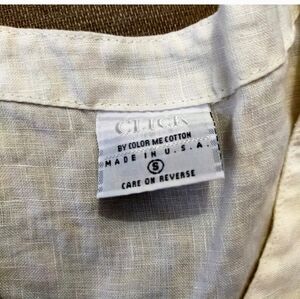 CLICK
BY COLOR ME COTTON
MADE IN U.S.A.
S
CARE ON REVERSE